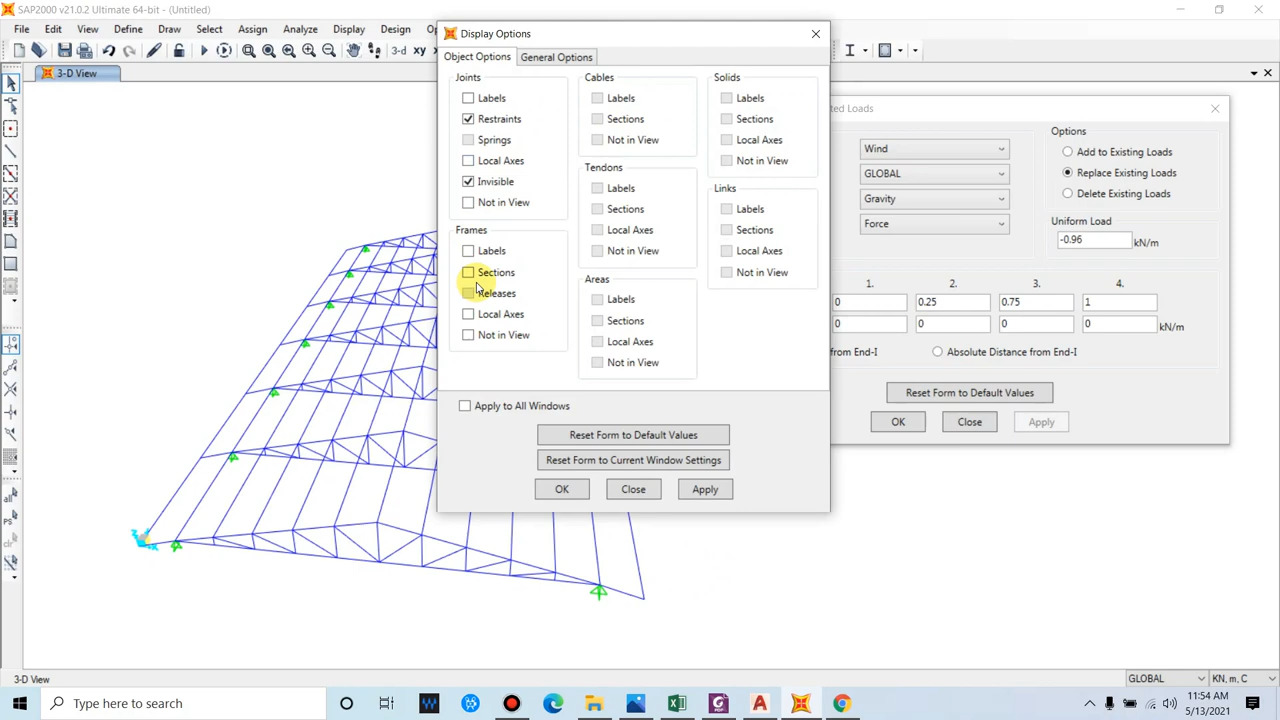 SAP2000 v21.0.2 Ultimate 64-bit - (Untitled)
File Edit View Define Draw Select Assign Analyze Display Design
3-d xy
3-D View
Display Options
Object Options General Options
Joints
Labels
Restraints
Springs
Local Axes
Invisible
Not in View
Frames
Labels
Sections
Releases
Local Axes
Not in View
Cables
Labels
Sections
Not in View
Tendons
Labels
Sections
Local Axes
Not in View
Areas
Labels
Sections
Local Axes
Not in View
Solids
Labels
Sections
Local Axes
Not in View
Links
Labels
Sections
Local Axes
Not in View
Apply to All Windows
Reset Form to Default Values
Reset Form to Current Window Settings
OK Close Apply
Loads
Wind
GLOBAL
Gravity
Force
Options
Add to Existing Loads
Replace Existing Loads
Delete Existing Loads
Uniform Load
-0.96 kN/m
1. 2. 3. 4.
0 0.25 0.75 1
0 0 0 0 kN/m
from End-I Absolute Distance from End-I
Reset Form to Default Values
OK Close Apply
all
PS
clr
3-D View
GLOBAL KN, m, C
Type here to search
11:54 AM
5/13/2021